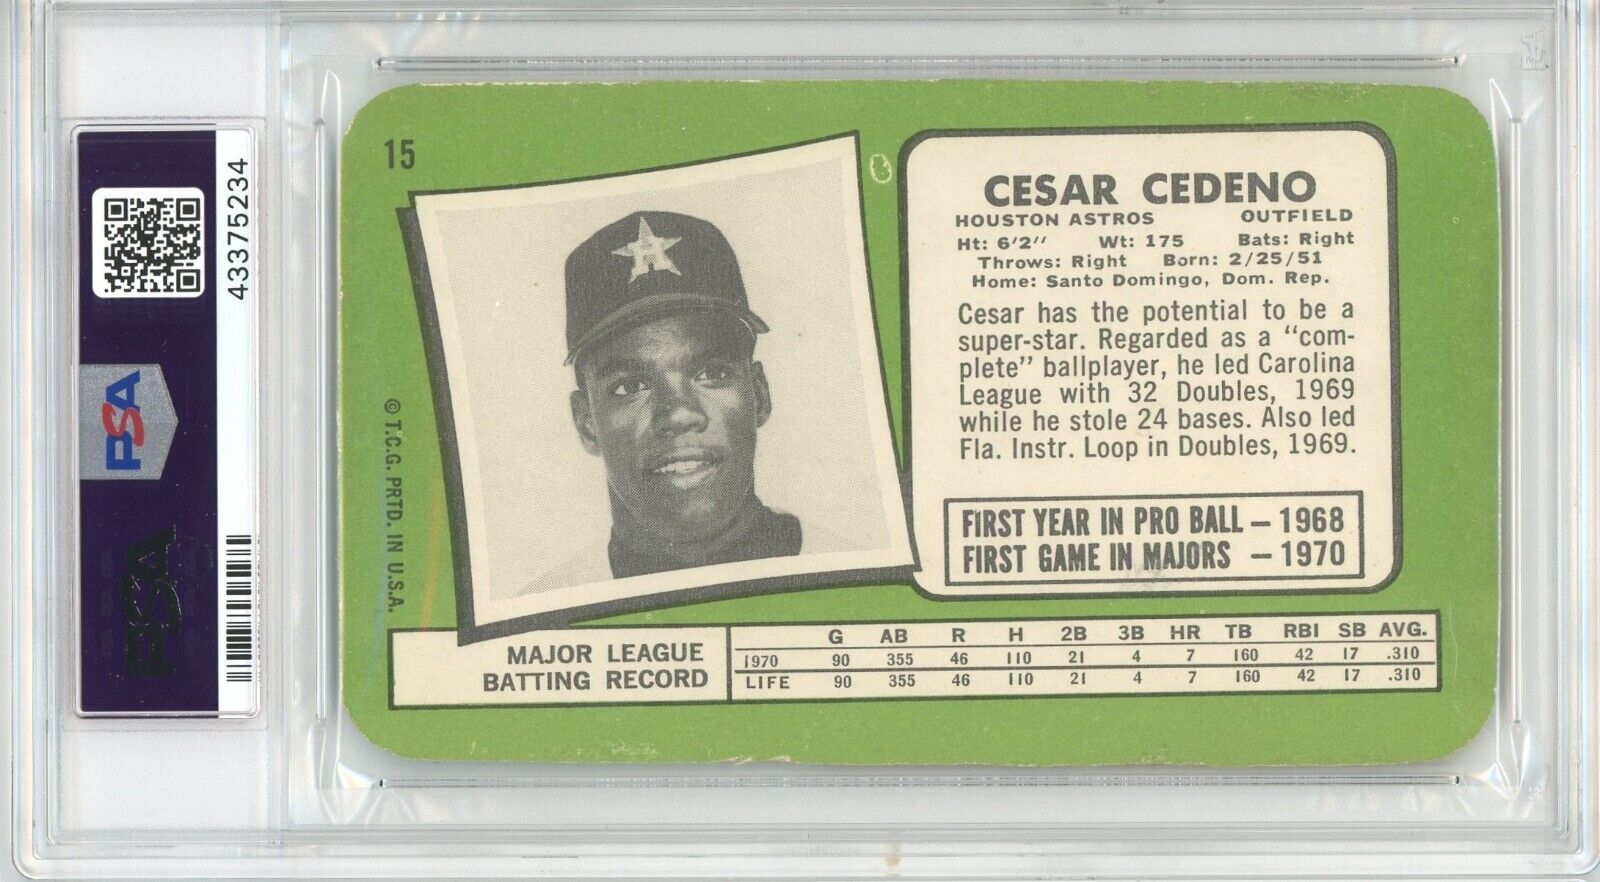 43375234
PSA
PSA
15
© T.C.G. PRTD. IN U.S.A.
CESAR CEDENO
HOUSTON ASTROS OUTFIELD
Ht: 6'2" Wt: 175 Bats: Right
Throws: Right Born: 2/25/51
Home: Santo Domingo, Dom. Rep.
Cesar has the potential to be a
super-star. Regarded as a "com-
plete" ballplayer, he led Carolina
League with 32 Doubles, 1969
while he stole 24 bases. Also led
Fla. Instr. Loop in Doubles, 1969.
FIRST YEAR IN PRO BALL – 1968
FIRST GAME IN MAJORS – 1970
MAJOR LEAGUE
BATTING RECORD
G AB R H 2B 3B HR TB RBI SB AVG.
1970 90 355 46 110 21 4 7 160 42 17 .310
LIFE 90 355 46 110 21 4 7 160 42 17 .310
H